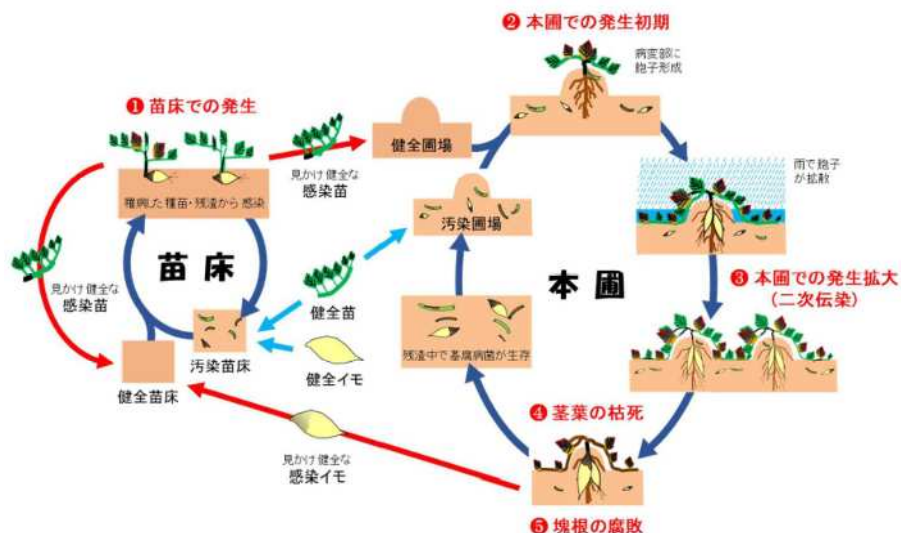 ❷ 本圃での発生初期
病変部に
胞子形成
❶ 苗床での発生
健全圃場
見かけ健全な
感染苗
雨で胞子
が拡散
罹病した種苗・残渣から感染
汚染圃場
苗床
本圃
見かけ健全な
感染苗
健全苗
❸ 本圃での発生拡大
(二次伝染)
汚染苗床
健全イモ
残渣中で基腐病菌が生存
健全苗床
❹ 茎葉の枯死
見かけ健全な
感染イモ
❺ 塊根の腐敗